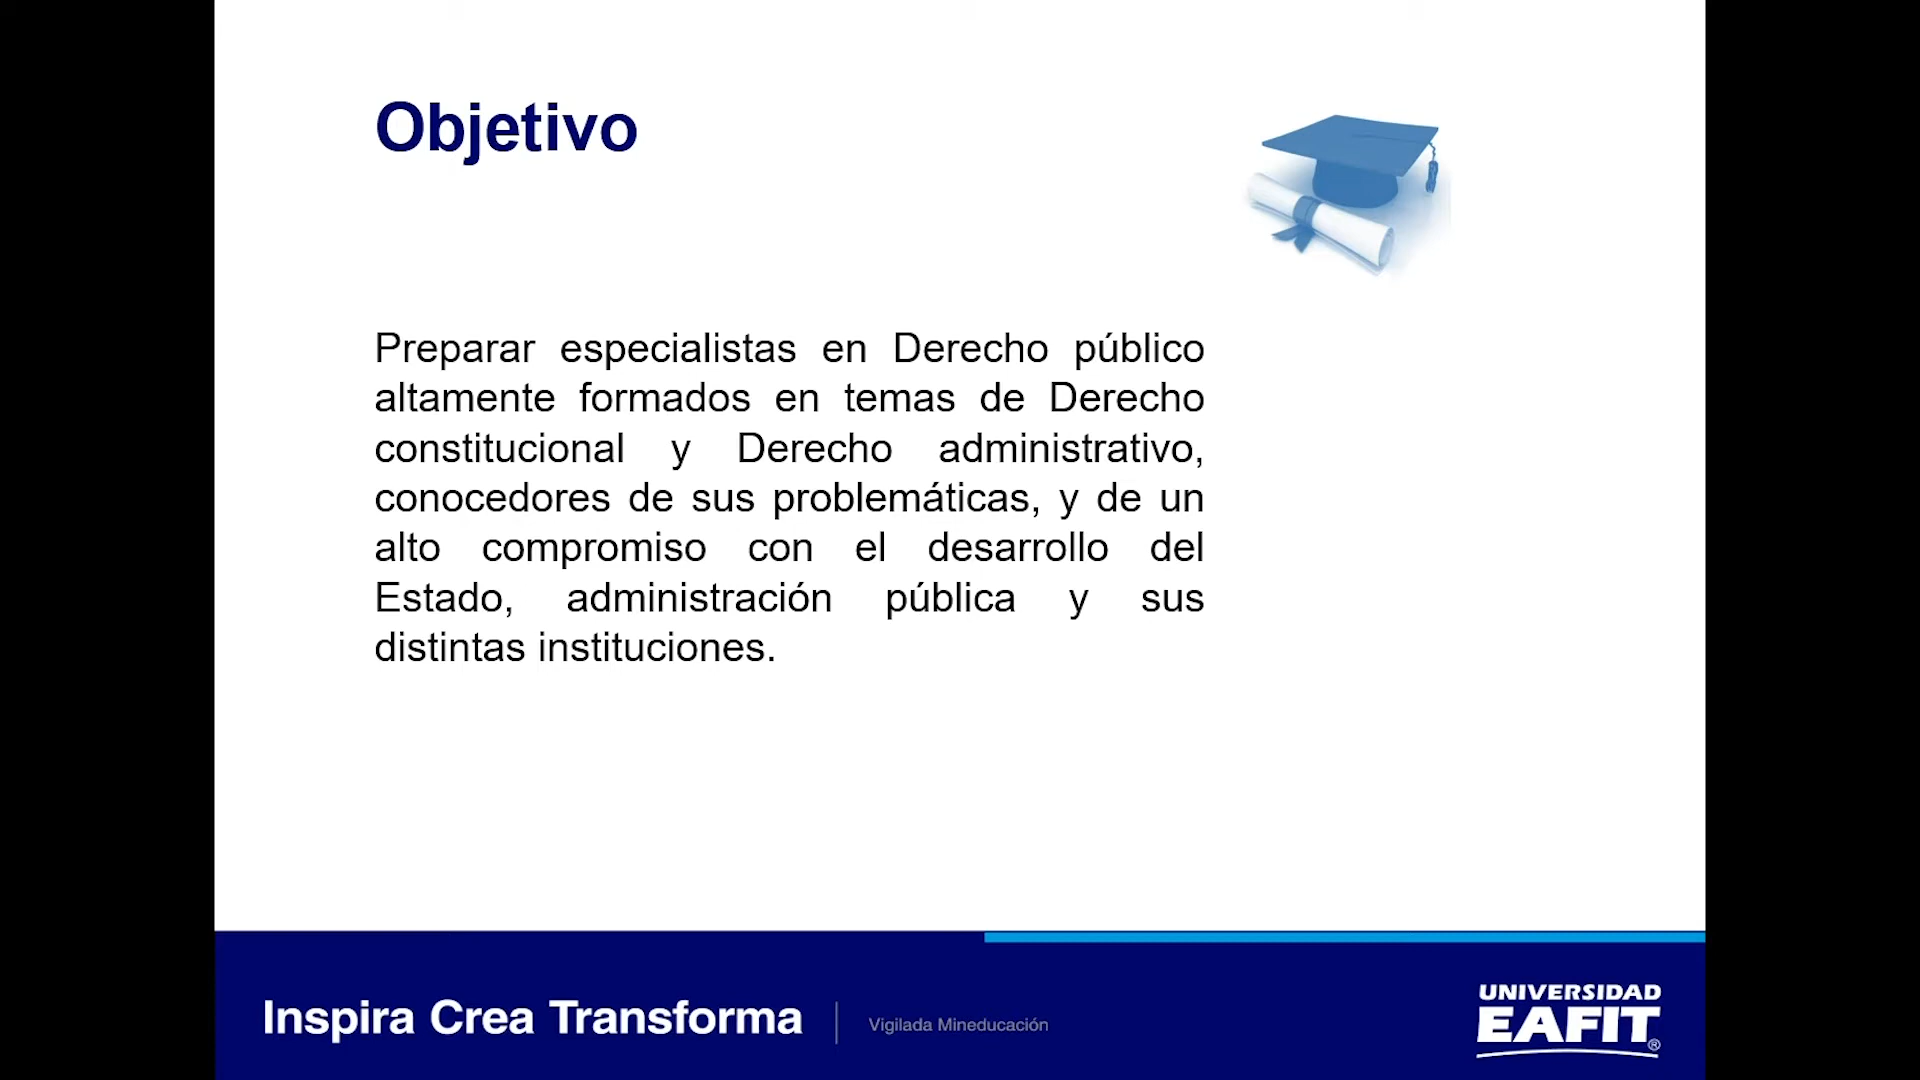 Objetivo
Preparar especialistas en Derecho público
altamente formados en temas de Derecho
constitucional y Derecho administrativo,
conocedores de sus problemáticas, y de un
alto compromiso con el desarrollo del
Estado, administración pública y sus
distintas instituciones.
Inspira Crea Transforma
Vigilada Mineducación
UNIVERSIDAD
EAFIT®